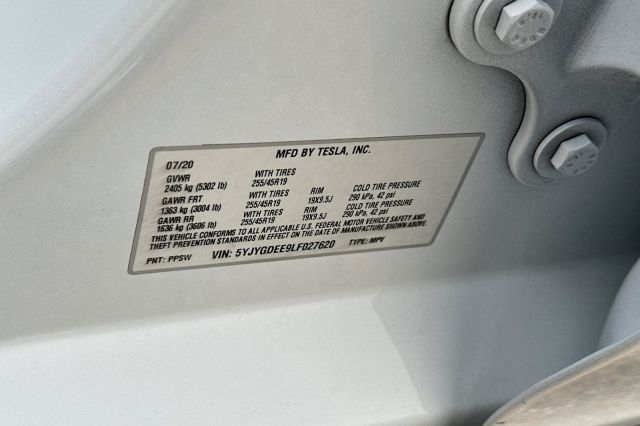 MFD BY TESLA, INC.
07/20
GVWR WITH TIRES
2405 kg (5302 lb) 255/45R19
GAWR FRT WITH TIRES RIM COLD TIRE PRESSURE
1363 kg (3004 lb) 255/45R19 19X9.5J 290 kPa, 42 psi
GAWR RR WITH TIRES RIM COLD TIRE PRESSURE
1636 kg (3606 lb) 255/45R19 19X9.5J 290 kPa, 42 psi
THIS VEHICLE CONFORMS TO ALL APPLICABLE U.S. FEDERAL MOTOR VEHICLE SAFETY AND
THEFT PREVENTION STANDARDS IN EFFECT ON THE DATE OF MANUFACTURE SHOWN ABOVE.
PNT: PPSW VIN: 5YJYGDEE9LF027620 TYPE: MPV